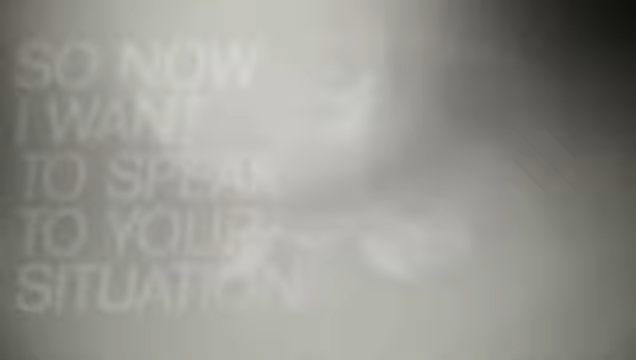 SO NOW
I WANT
TO SPEAK
TO YOUR
SITUATION